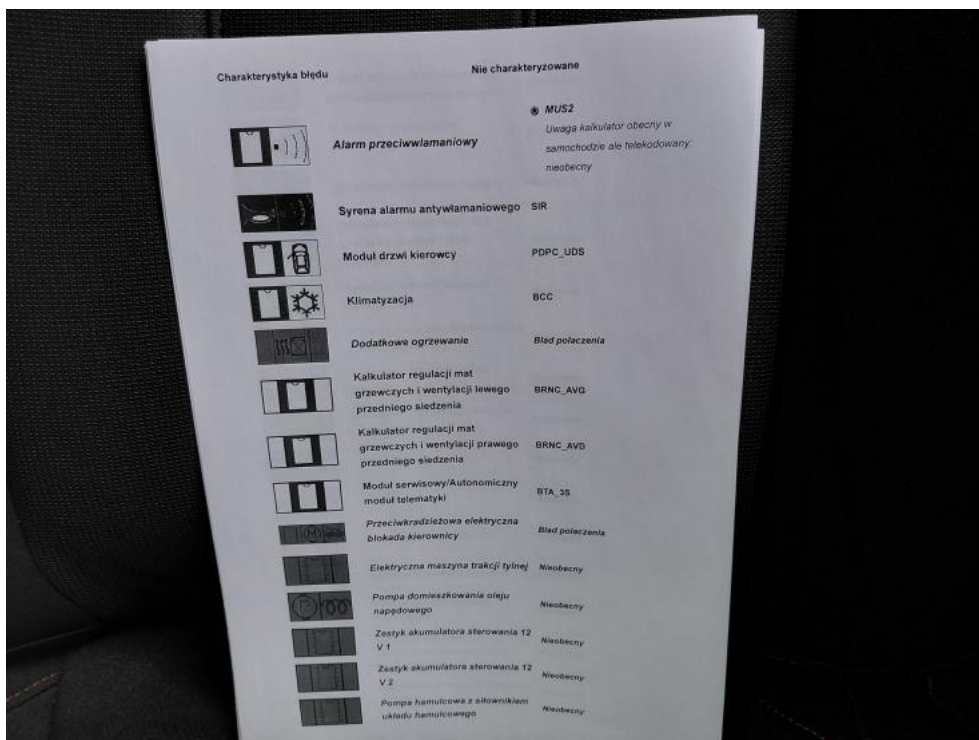 Charakterystyka błędu
Nie charakteryzowane
Alarm przeciwwlamaniowy
MUS2
Uwaga kalkulator obecny w
samochodzie ale telekodowany:
nieobecny
Syrena alarmu antywłamaniowego SIR
Moduł drzwi kierowcy PDPC_UDS
Klimatyzacja BCC
Dodatkowe ogrzewanie Blad polaczenia
Kalkulator regulacji mat
grzewczych i wentylacji lewego BRNC_AVG
przedniego siedzenia
Kalkulator regulacji mat
grzewczych i wentylacji prawego BRNC_AVD
przedniego siedzenia
Moduł serwisowy/Autonomiczny
moduł telematyki BTA_3S
Przeciwkradzieżowa elektryczna
blokada kierownicy Blad polaczenia
Elektryczna maszyna trakcji tylnej Nieobecny
Pompa domieszkowania oleju
napędowego Nieobecny
Zestyk akumulatora sterowania 12
V 1 Nieobecny
Zestyk akumulatora sterowania 12
V 2 Nieobecny
Pompa hamulcowa z siłownikiem
układu hamulcowego Nieobecny